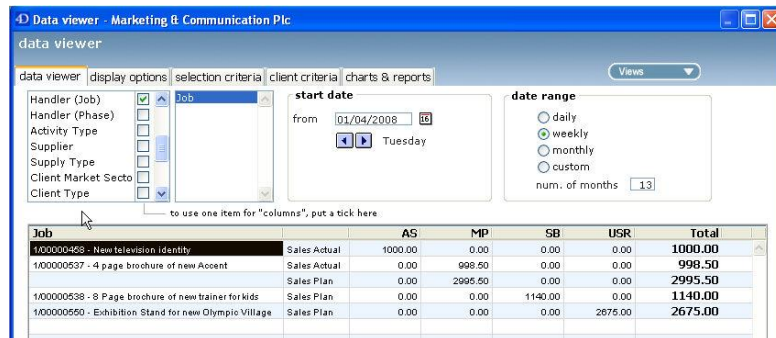 Data viewer - Marketing & Communication Plc
data viewer
data viewer display options selection criteria client criteria charts & reports Views
Handler (Job)
Handler (Phase)
Activity Type
Supplier
Supply Type
Client Market Secto
Client Type
Job
start date
from 01/04/2008 16
Tuesday
date range
daily
weekly
monthly
custom
num. of months 13
to use one item for "columns", put a tick here
Job AS MP SB USR Total
1/00000458 - New television identity Sales Actual 1000.00 0.00 0.00 0.00 1000.00
1/00000537 - 4 page brochure of new Accent Sales Actual 0.00 998.50 0.00 0.00 998.50
Sales Plan 0.00 2995.50 0.00 0.00 2995.50
1/00000538 - 8 Page brochure of new trainer for kids Sales Plan 0.00 0.00 1140.00 0.00 1140.00
1/00000550 - Exhibition Stand for new Olympic Village Sales Plan 0.00 0.00 0.00 2675.00 2675.00